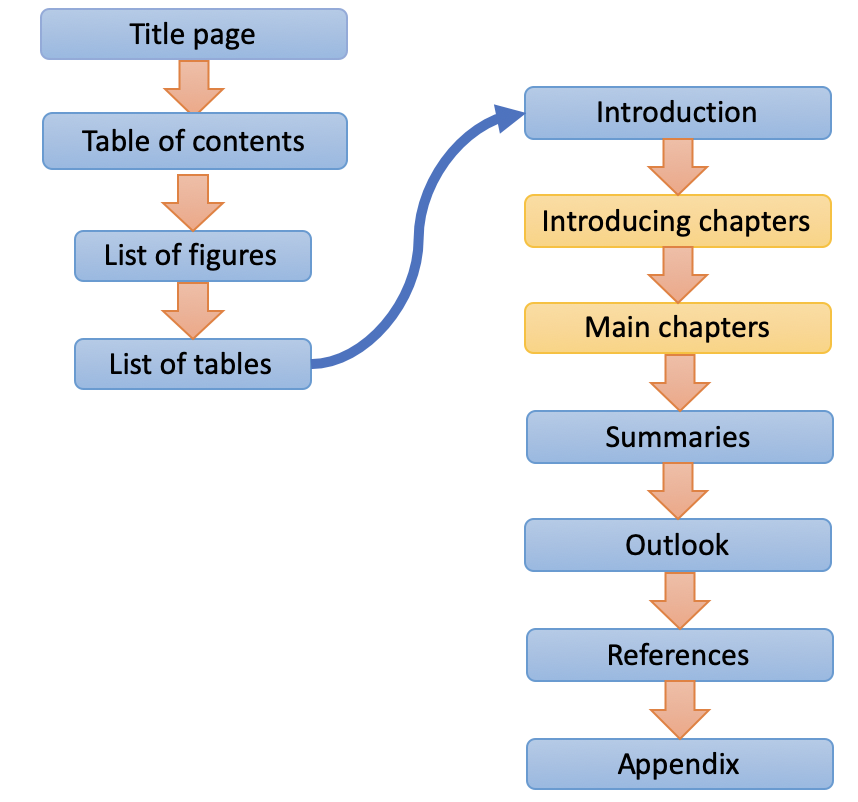 Title page
Table of contents
List of figures
List of tables
Introduction
Introducing chapters
Main chapters
Summaries
Outlook
References
Appendix